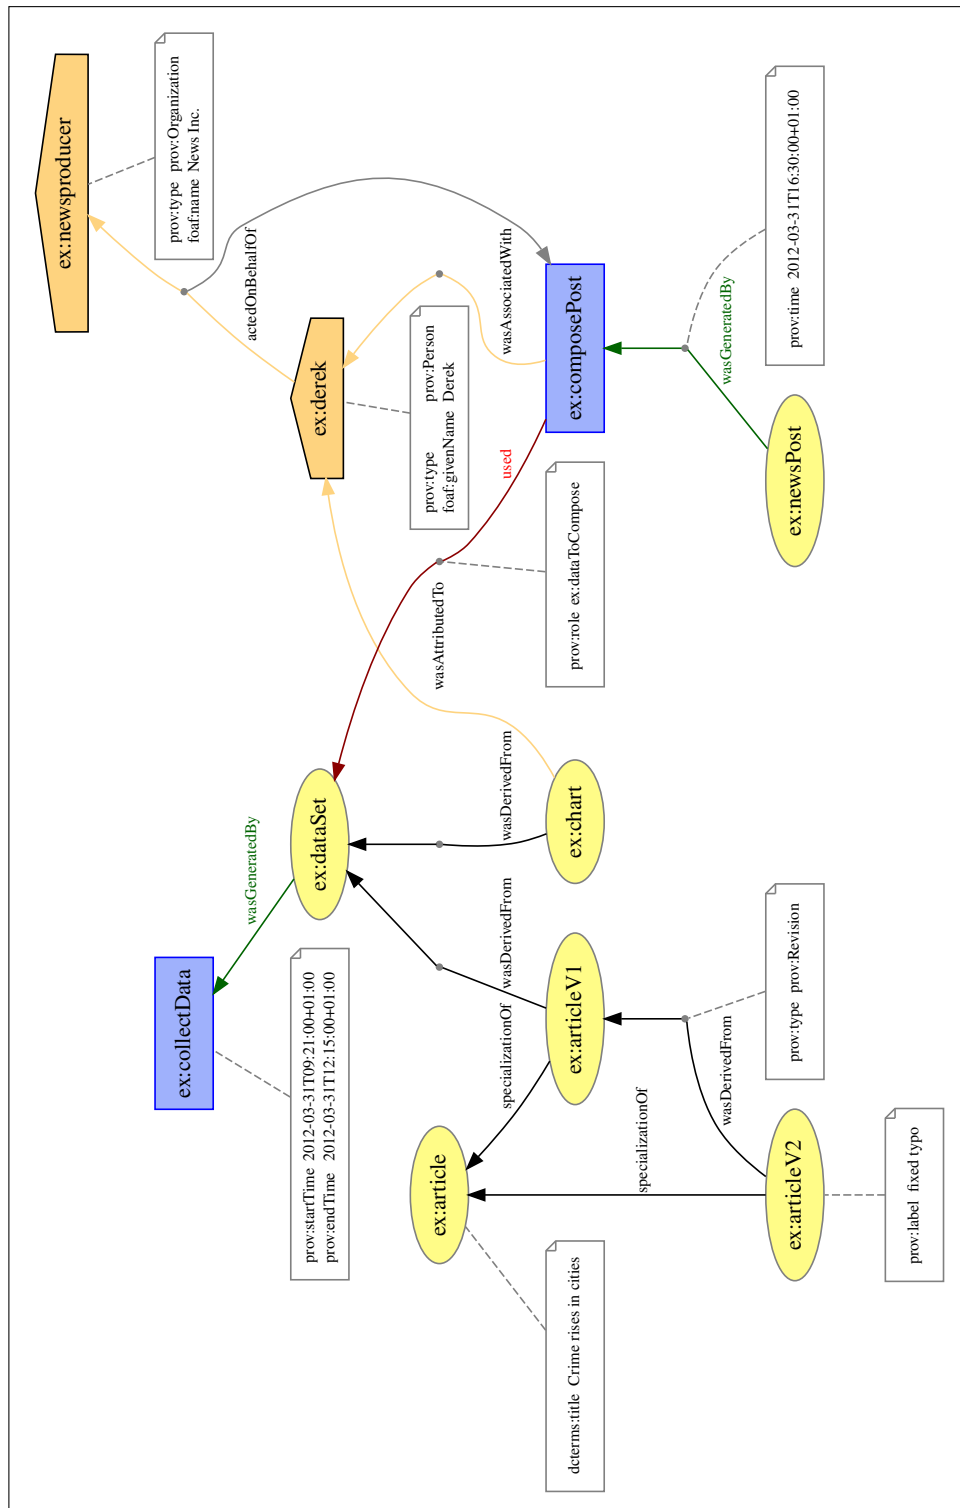 ex:newsproducer
prov:type prov:Organization
foaf:name News Inc.
actedOnBehalfOf
ex:derek
prov:type prov:Person
foaf:givenName Derek
wasAssociatedWith
ex:composePost
used
prov:role ex:dataToCompose
wasAttributedTo
wasGeneratedBy
prov:time 2012-03-31T16:30:00+01:00
ex:newsPost
ex:collectData
wasGeneratedBy
prov:startTime 2012-03-31T09:21:00+01:00
prov:endTime 2012-03-31T12:15:00+01:00
ex:dataSet
wasDerivedFrom
ex:chart
wasDerivedFrom
ex:articleV1
specializationOf
ex:article
dcterms:title Crime rises in cities
specializationOf
wasDerivedFrom
prov:type prov:Revision
ex:articleV2
prov:label fixed typo